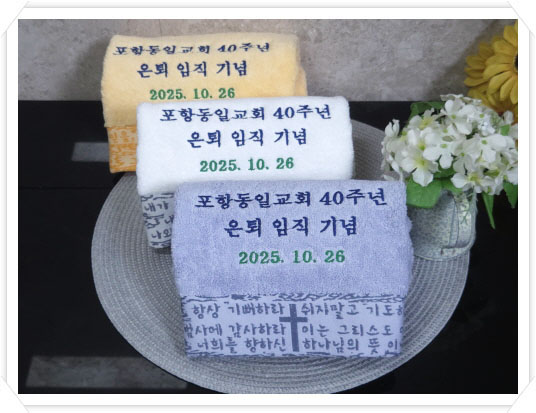 포항동일교회 40주년
은퇴 임직 기념
2025. 10. 26
포항동일교회 40주년
은퇴 임직 기념
2025. 10. 26
내가
포항동일교회 40주년
은퇴 임직 기념
2025. 10. 26
항상 기뻐하라 쉬지말고 기도하
범사에 감사하라 이는 그리스도
너희를 향하신 하나님의 뜻이